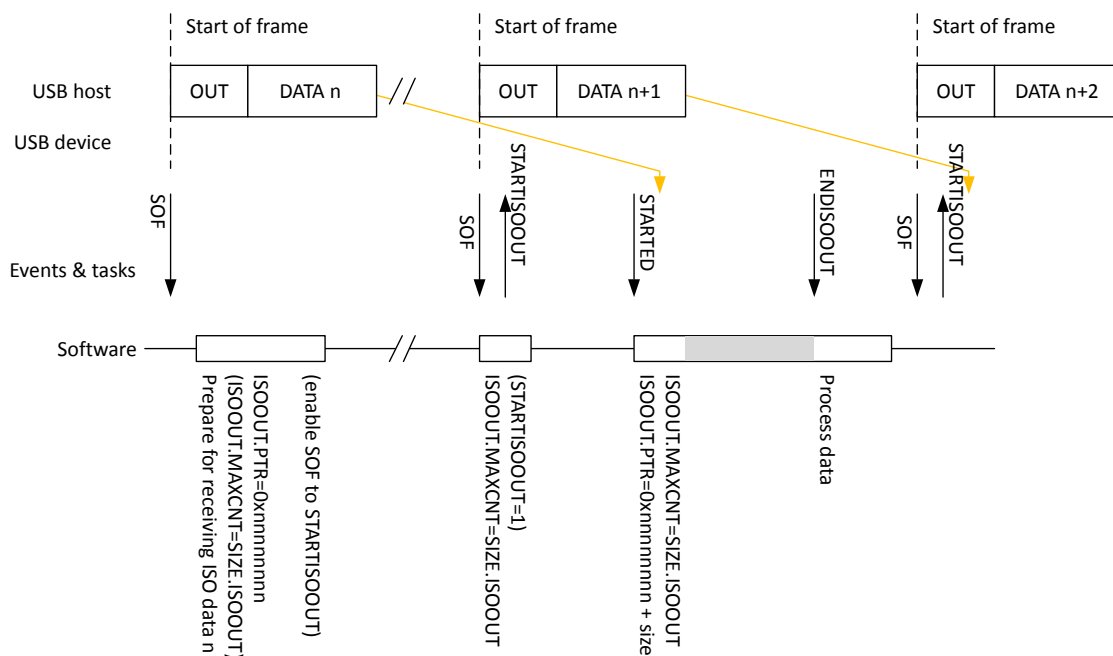 Start of frame
Start of frame
Start of frame
USB host
OUT
DATA n
OUT
DATA n+1
OUT
DATA n+2
USB device
SOF
SOF
STARTISOOUT
STARTED
ENDISOOUT
SOF
STARTISOOUT
Events & tasks
Software
Prepare for receiving ISO data n
(ISOOUT.MAXCNT=SIZE.ISOOUT)
ISOOUT.PTR=0xnnnnnnnn
(enable SOF to STARTISOOUT)
ISOOUT.MAXCNT=SIZE.ISOOUT
(STARTISOOUT=1)
ISOOUT.PTR=0xnnnnnnnn + size
ISOOUT.MAXCNT=SIZE.ISOOUT
Process data